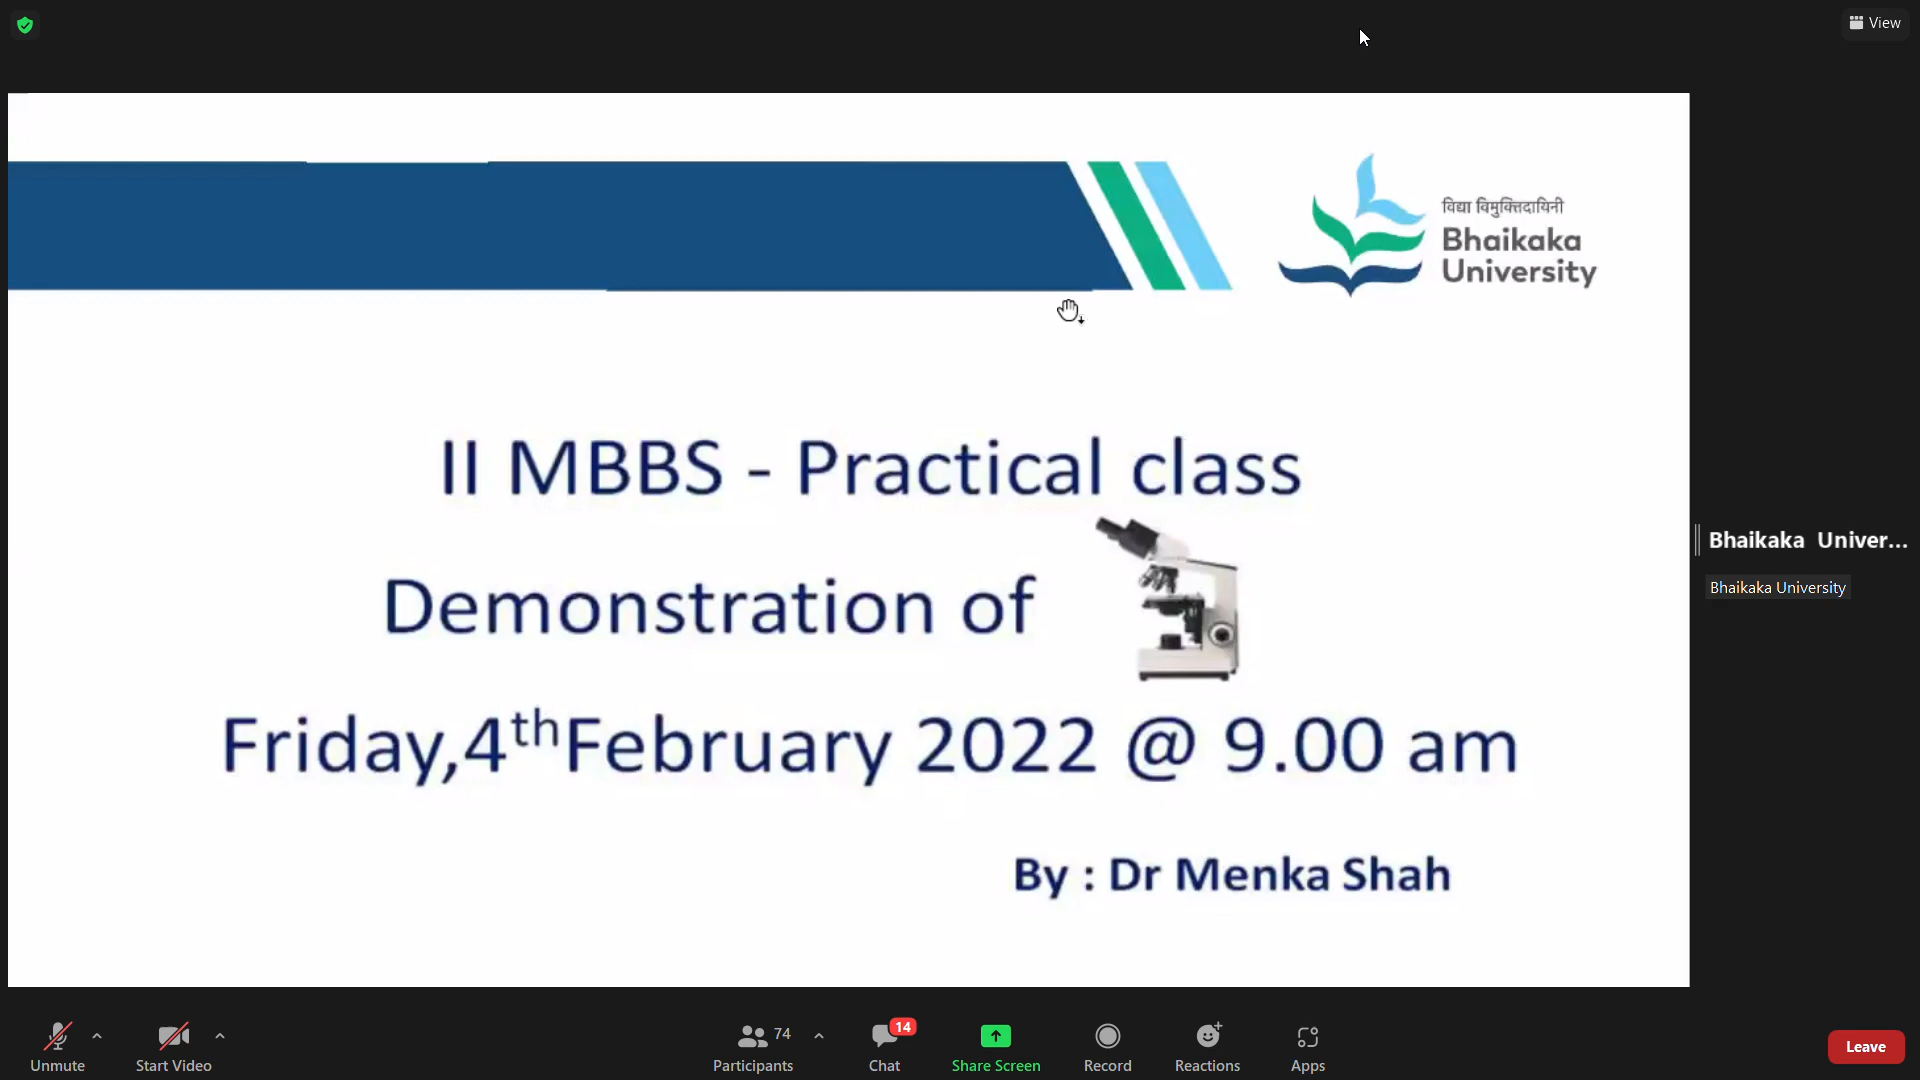 View
विद्या विमुक्तिदायिनी
Bhaikaka
University
II MBBS - Practical class
Demonstration of
Friday,4thFebruary 2022 @ 9.00 am
By : Dr Menka Shah
Bhaikaka Univer...
Bhaikaka University
74
14
Unmute
Start Video
Participants
Chat
Share Screen
Record
Reactions
Apps
Leave